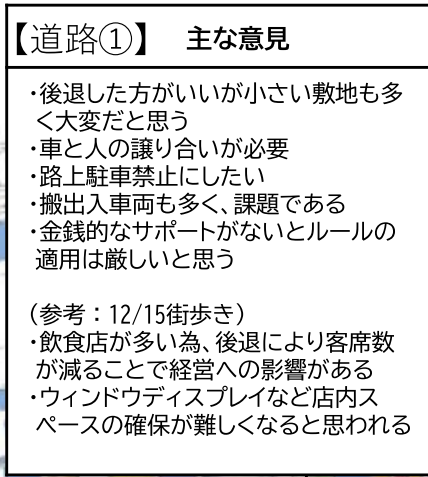 【道路①】 主な意見
・後退した方がいいが小さい敷地も多
く大変だと思う
・車と人の譲り合いが必要
・路上駐車禁止にしたい
・搬出入車両も多く、課題である
・金銭的なサポートがないとルールの
適用は厳しいと思う
（参考：12/15街歩き）
・飲食店が多い為、後退により客席数
が減ることで経営への影響がある
・ウィンドウディスプレイなど店内ス
ペースの確保が難しくなると思われる